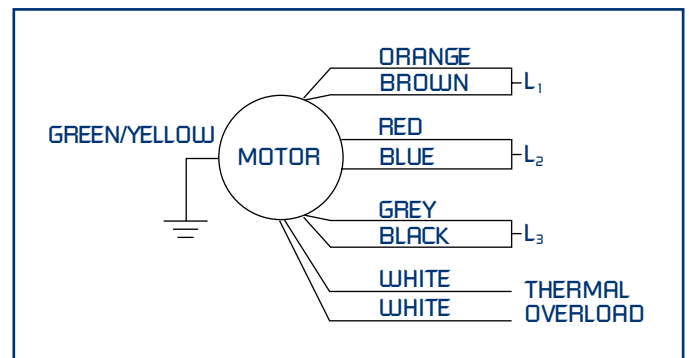 ORANGE
BROWN
L₁
GREEN/YELLOW
MOTOR
RED
BLUE
L₂
GREY
BLACK
L₃
WHITE
WHITE
THERMAL
OVERLOAD